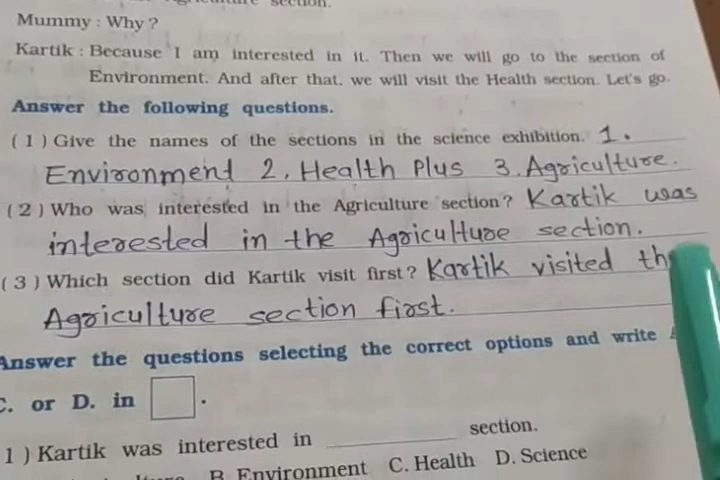 section.
Mummy : Why ?
Kartik : Because I am interested in it. Then we will go to the section of
Environment. And after that, we will visit the Health section. Let's go.
Answer the following questions.
( 1 ) Give the names of the sections in the science exhibition. 1.
Environment 2. Health Plus 3. Agriculture.
( 2 ) Who was interested in the Agriculture section? Kartik was
interested in the Agriculture section.
( 3 ) Which section did Kartik visit first? Kartik visited th
Agriculture section first.
Answer the questions selecting the correct options and write
C. or D. in .
1 ) Kartik was interested in ____________ section.
B. Environment C. Health D. Science